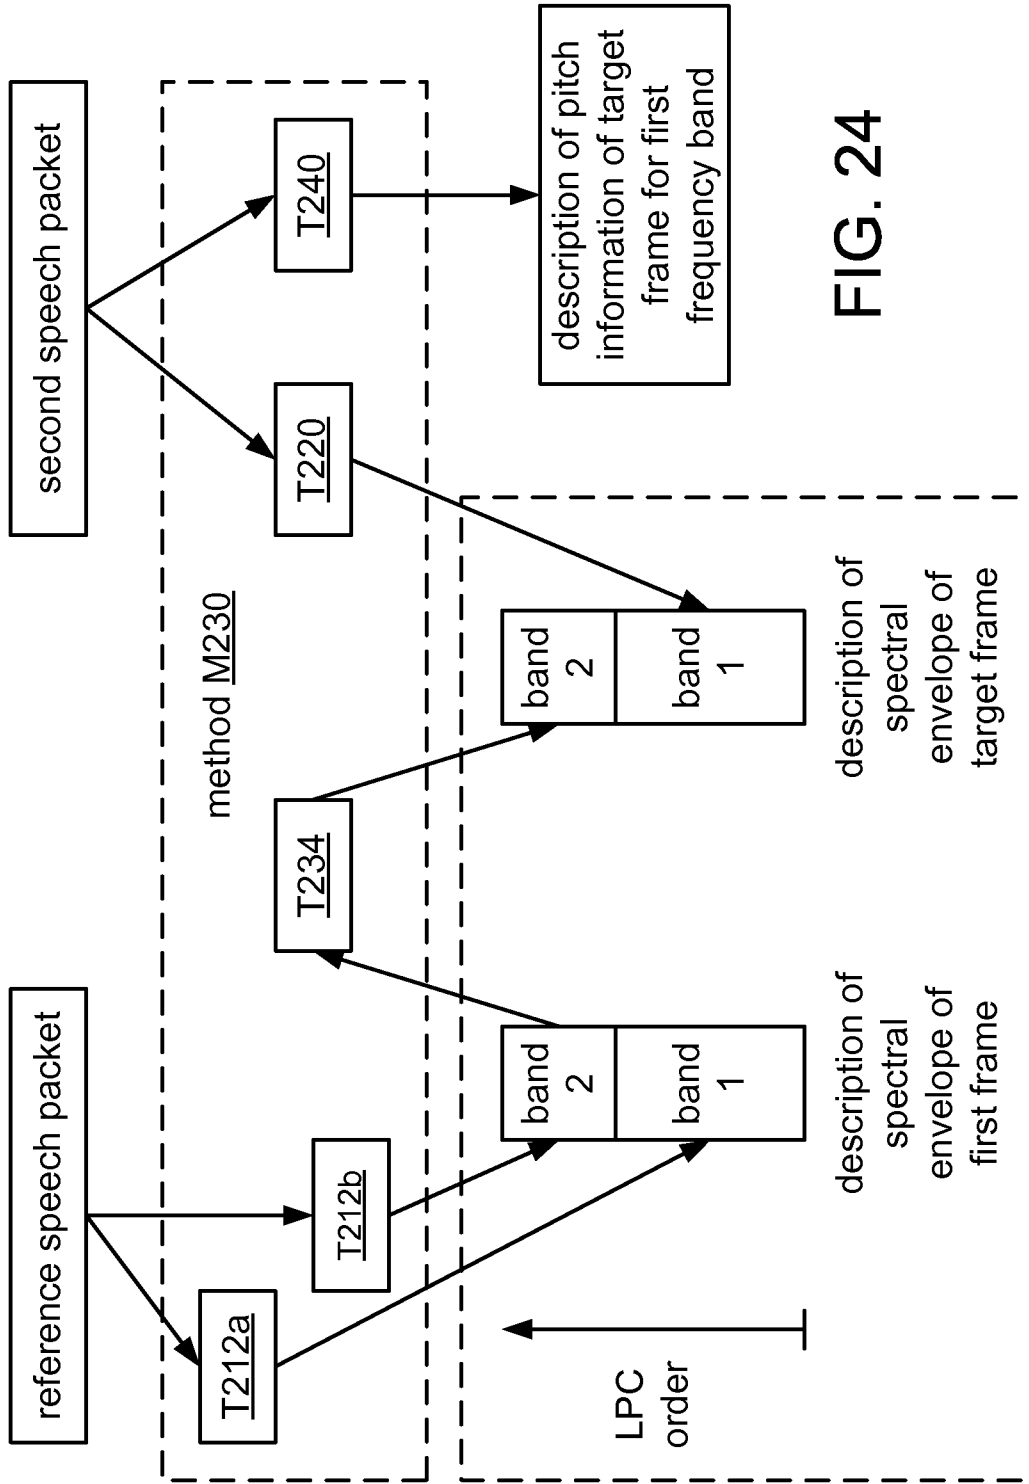 reference speech packet
second speech packet
T212a
T212b
method M230
T234
T220
T240
LPC
order
band
2
band
1
band
2
band
1
description of pitch
information of target
frame for first
frequency band
description of
spectral
envelope of
first frame
description of
spectral
envelope of
target frame
FIG. 24